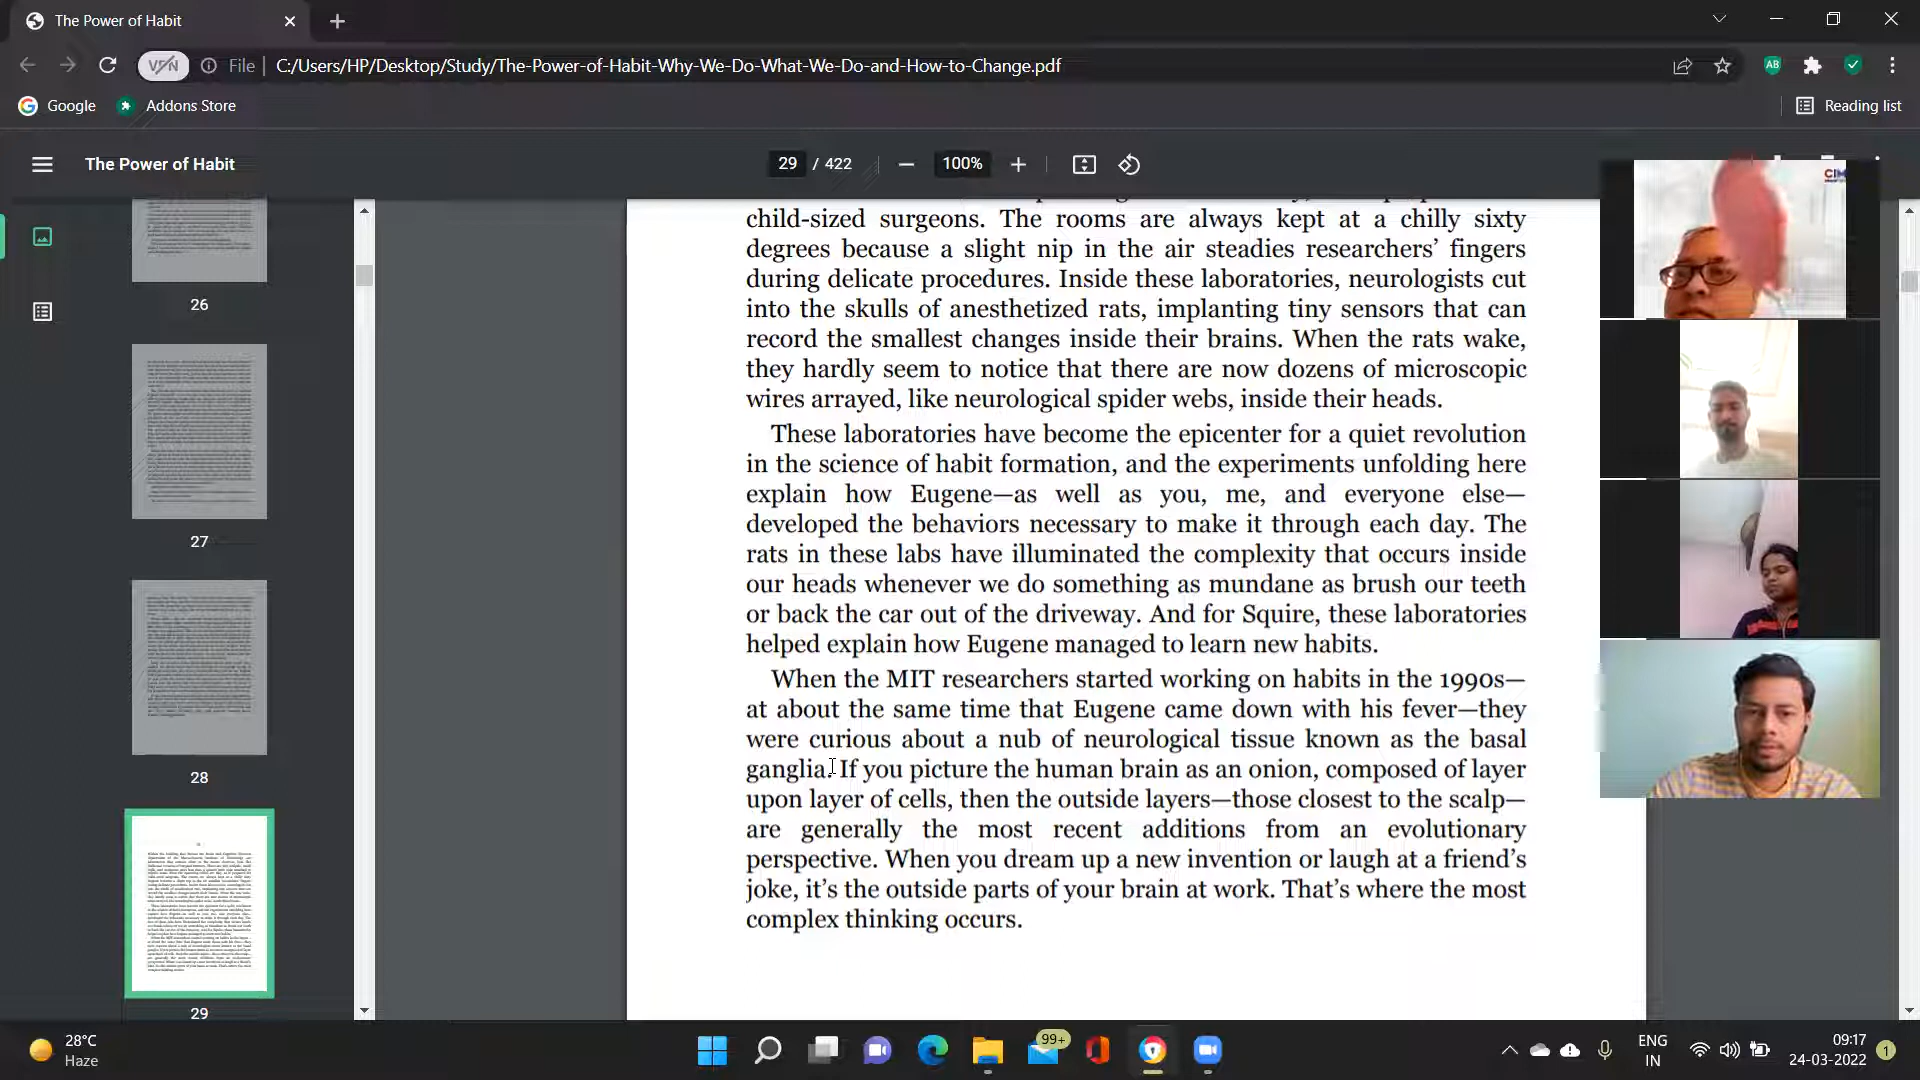 The Power of Habit
VPN
File
C:/Users/HP/Desktop/Study/The-Power-of-Habit-Why-We-Do-What-We-Do-and-How-to-Change.pdf
AB
Google
Addons Store
Reading list
The Power of Habit
29 / 422
100%
CIM
26
27
28
29
child-sized surgeons. The rooms are always kept at a chilly sixty
degrees because a slight nip in the air steadies researchers’ fingers
during delicate procedures. Inside these laboratories, neurologists cut
into the skulls of anesthetized rats, implanting tiny sensors that can
record the smallest changes inside their brains. When the rats wake,
they hardly seem to notice that there are now dozens of microscopic
wires arrayed, like neurological spider webs, inside their heads.
These laboratories have become the epicenter for a quiet revolution
in the science of habit formation, and the experiments unfolding here
explain how Eugene—as well as you, me, and everyone else—
developed the behaviors necessary to make it through each day. The
rats in these labs have illuminated the complexity that occurs inside
our heads whenever we do something as mundane as brush our teeth
or back the car out of the driveway. And for Squire, these laboratories
helped explain how Eugene managed to learn new habits.
When the MIT researchers started working on habits in the 1990s—
at about the same time that Eugene came down with his fever—they
were curious about a nub of neurological tissue known as the basal
ganglia. If you picture the human brain as an onion, composed of layer
upon layer of cells, then the outside layers—those closest to the scalp—
are generally the most recent additions from an evolutionary
perspective. When you dream up a new invention or laugh at a friend’s
joke, it’s the outside parts of your brain at work. That’s where the most
complex thinking occurs.
28°C
Haze
99+
ENG
IN
09:17
24-03-2022
1